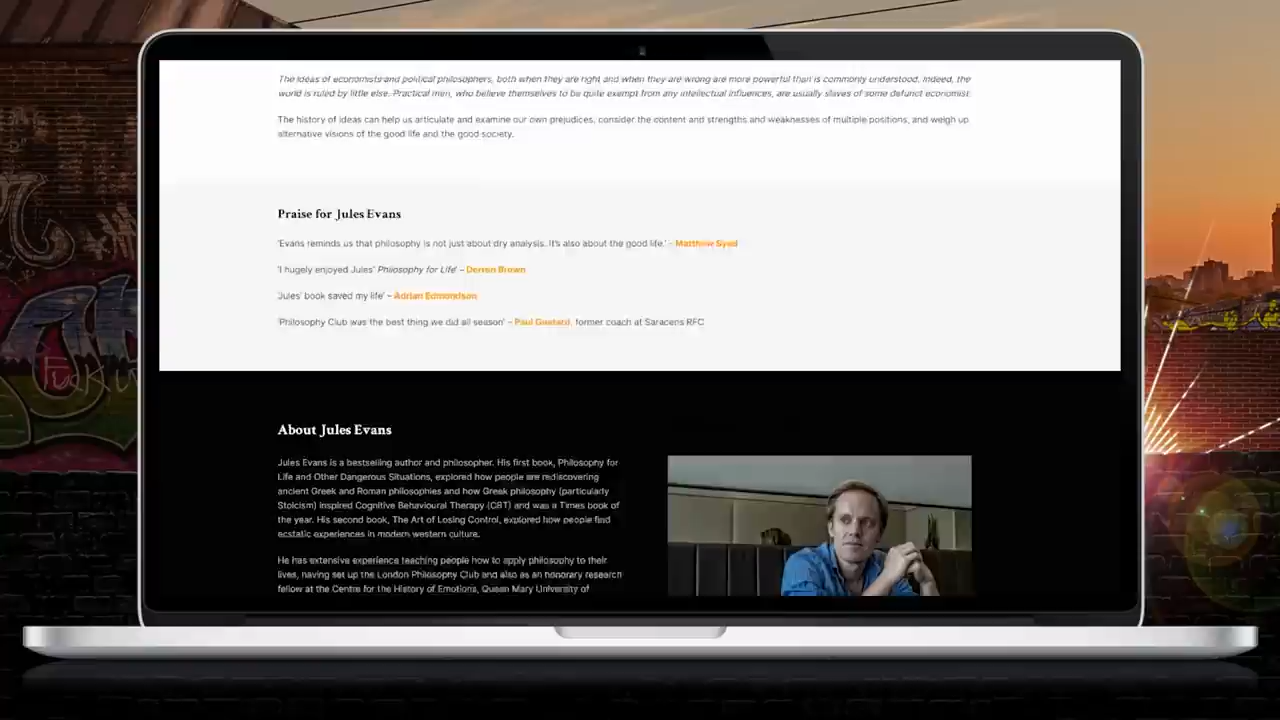 The ideas of economists and political philosophers, both when they are right and when they are wrong are more powerful than is commonly understood. Indeed, the
world is ruled by little else. Practical men, who believe themselves to be quite exempt from any intellectual influences, are usually slaves of some defunct economist.
The history of ideas can help us articulate and examine our own prejudices, consider the content and strengths and weaknesses of multiple positions, and weigh up
alternative visions of the good life and the good society.
Praise for Jules Evans
'Evans reminds us that philosophy is not just about dry analysis. It's also about the good life.' – Matthew Syed
'I hugely enjoyed Jules' Philosophy for Life' – Derren Brown
'Jules' book saved my life' – Adrian Edmondson
'Philosophy Club was the best thing we did all season' – Paul Gustard, former coach at Saracens RFC
About Jules Evans
Jules Evans is a bestselling author and philosopher. His first book, Philosophy for
Life and Other Dangerous Situations, explored how people are rediscovering
ancient Greek and Roman philosophies and how Greek philosophy (particularly
Stoicism) inspired Cognitive Behavioural Therapy (CBT) and was a Times book of
the year. His second book, The Art of Losing Control, explored how people find
ecstatic experiences in modern western culture.
He has extensive experience teaching people how to apply philosophy to their
lives, having set up the London Philosophy Club and also as an honorary research
fellow at the Centre for the History of Emotions, Queen Mary University of